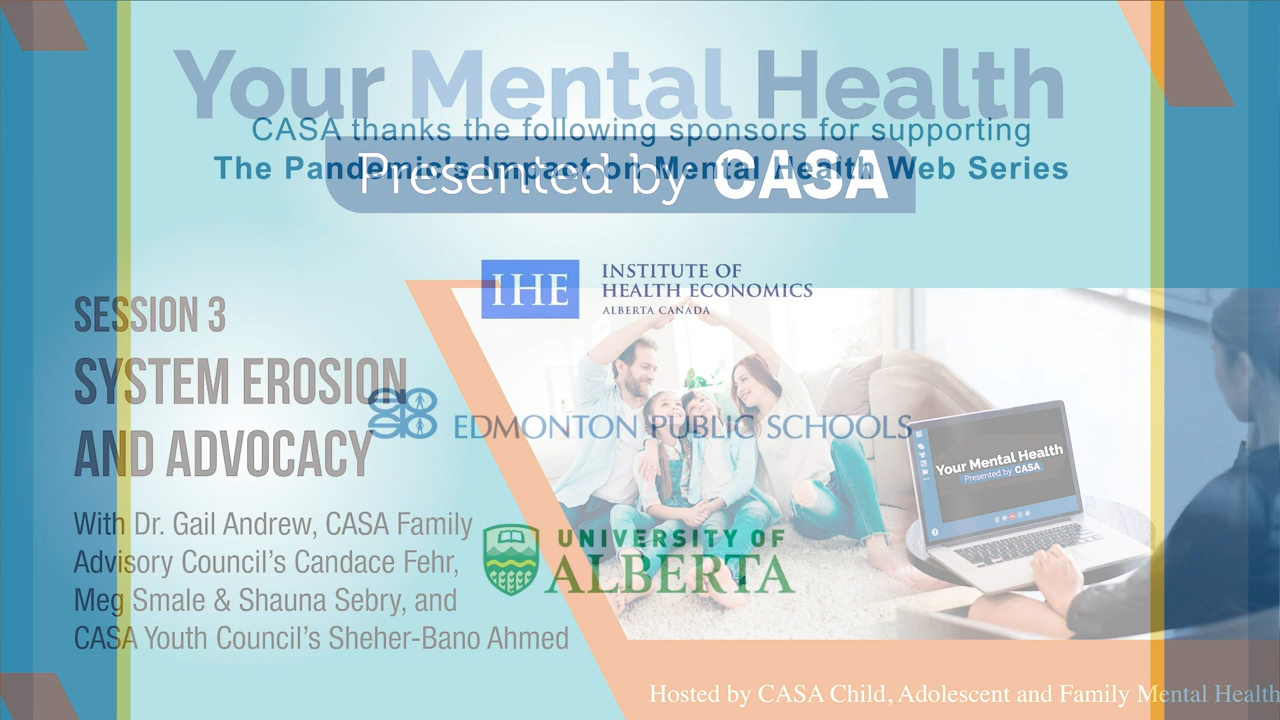 Your Mental Health
CASA thanks the following sponsors for supporting
The Pandemic's Impact on Mental Health Web Series
Presented by CASA
IHE
INSTITUTE OF
HEALTH ECONOMICS
ALBERTA CANADA
SESSION 3
SYSTEM EROSION
AND ADVOCACY
EDMONTON PUBLIC SCHOOLS
Your Mental Health
Presented by CASA
With Dr. Gail Andrew, CASA Family
Advisory Council's Candace Fehr,
Meg Smale & Shauna Sebry, and
CASA Youth Council's Sheher-Bano Ahmed
UNIVERSITY OF
ALBERTA
Hosted by CASA Child, Adolescent and Family Mental Health